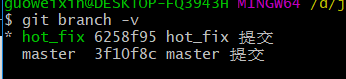 guoweixin@DESKTOP-FQ3943H MINGW64 /d/j
$ git branch -v
* hot_fix 6258f95 hot_fix 提交
master 3f10f8c master 提交